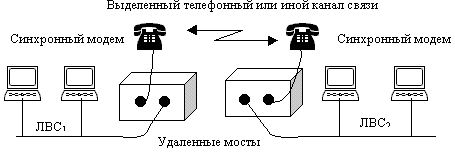 Выделенный телефонный или иной канал связи
Синхронный модем
Синхронный модем
ЛВС₁
ЛВС₂
Удаленные мосты